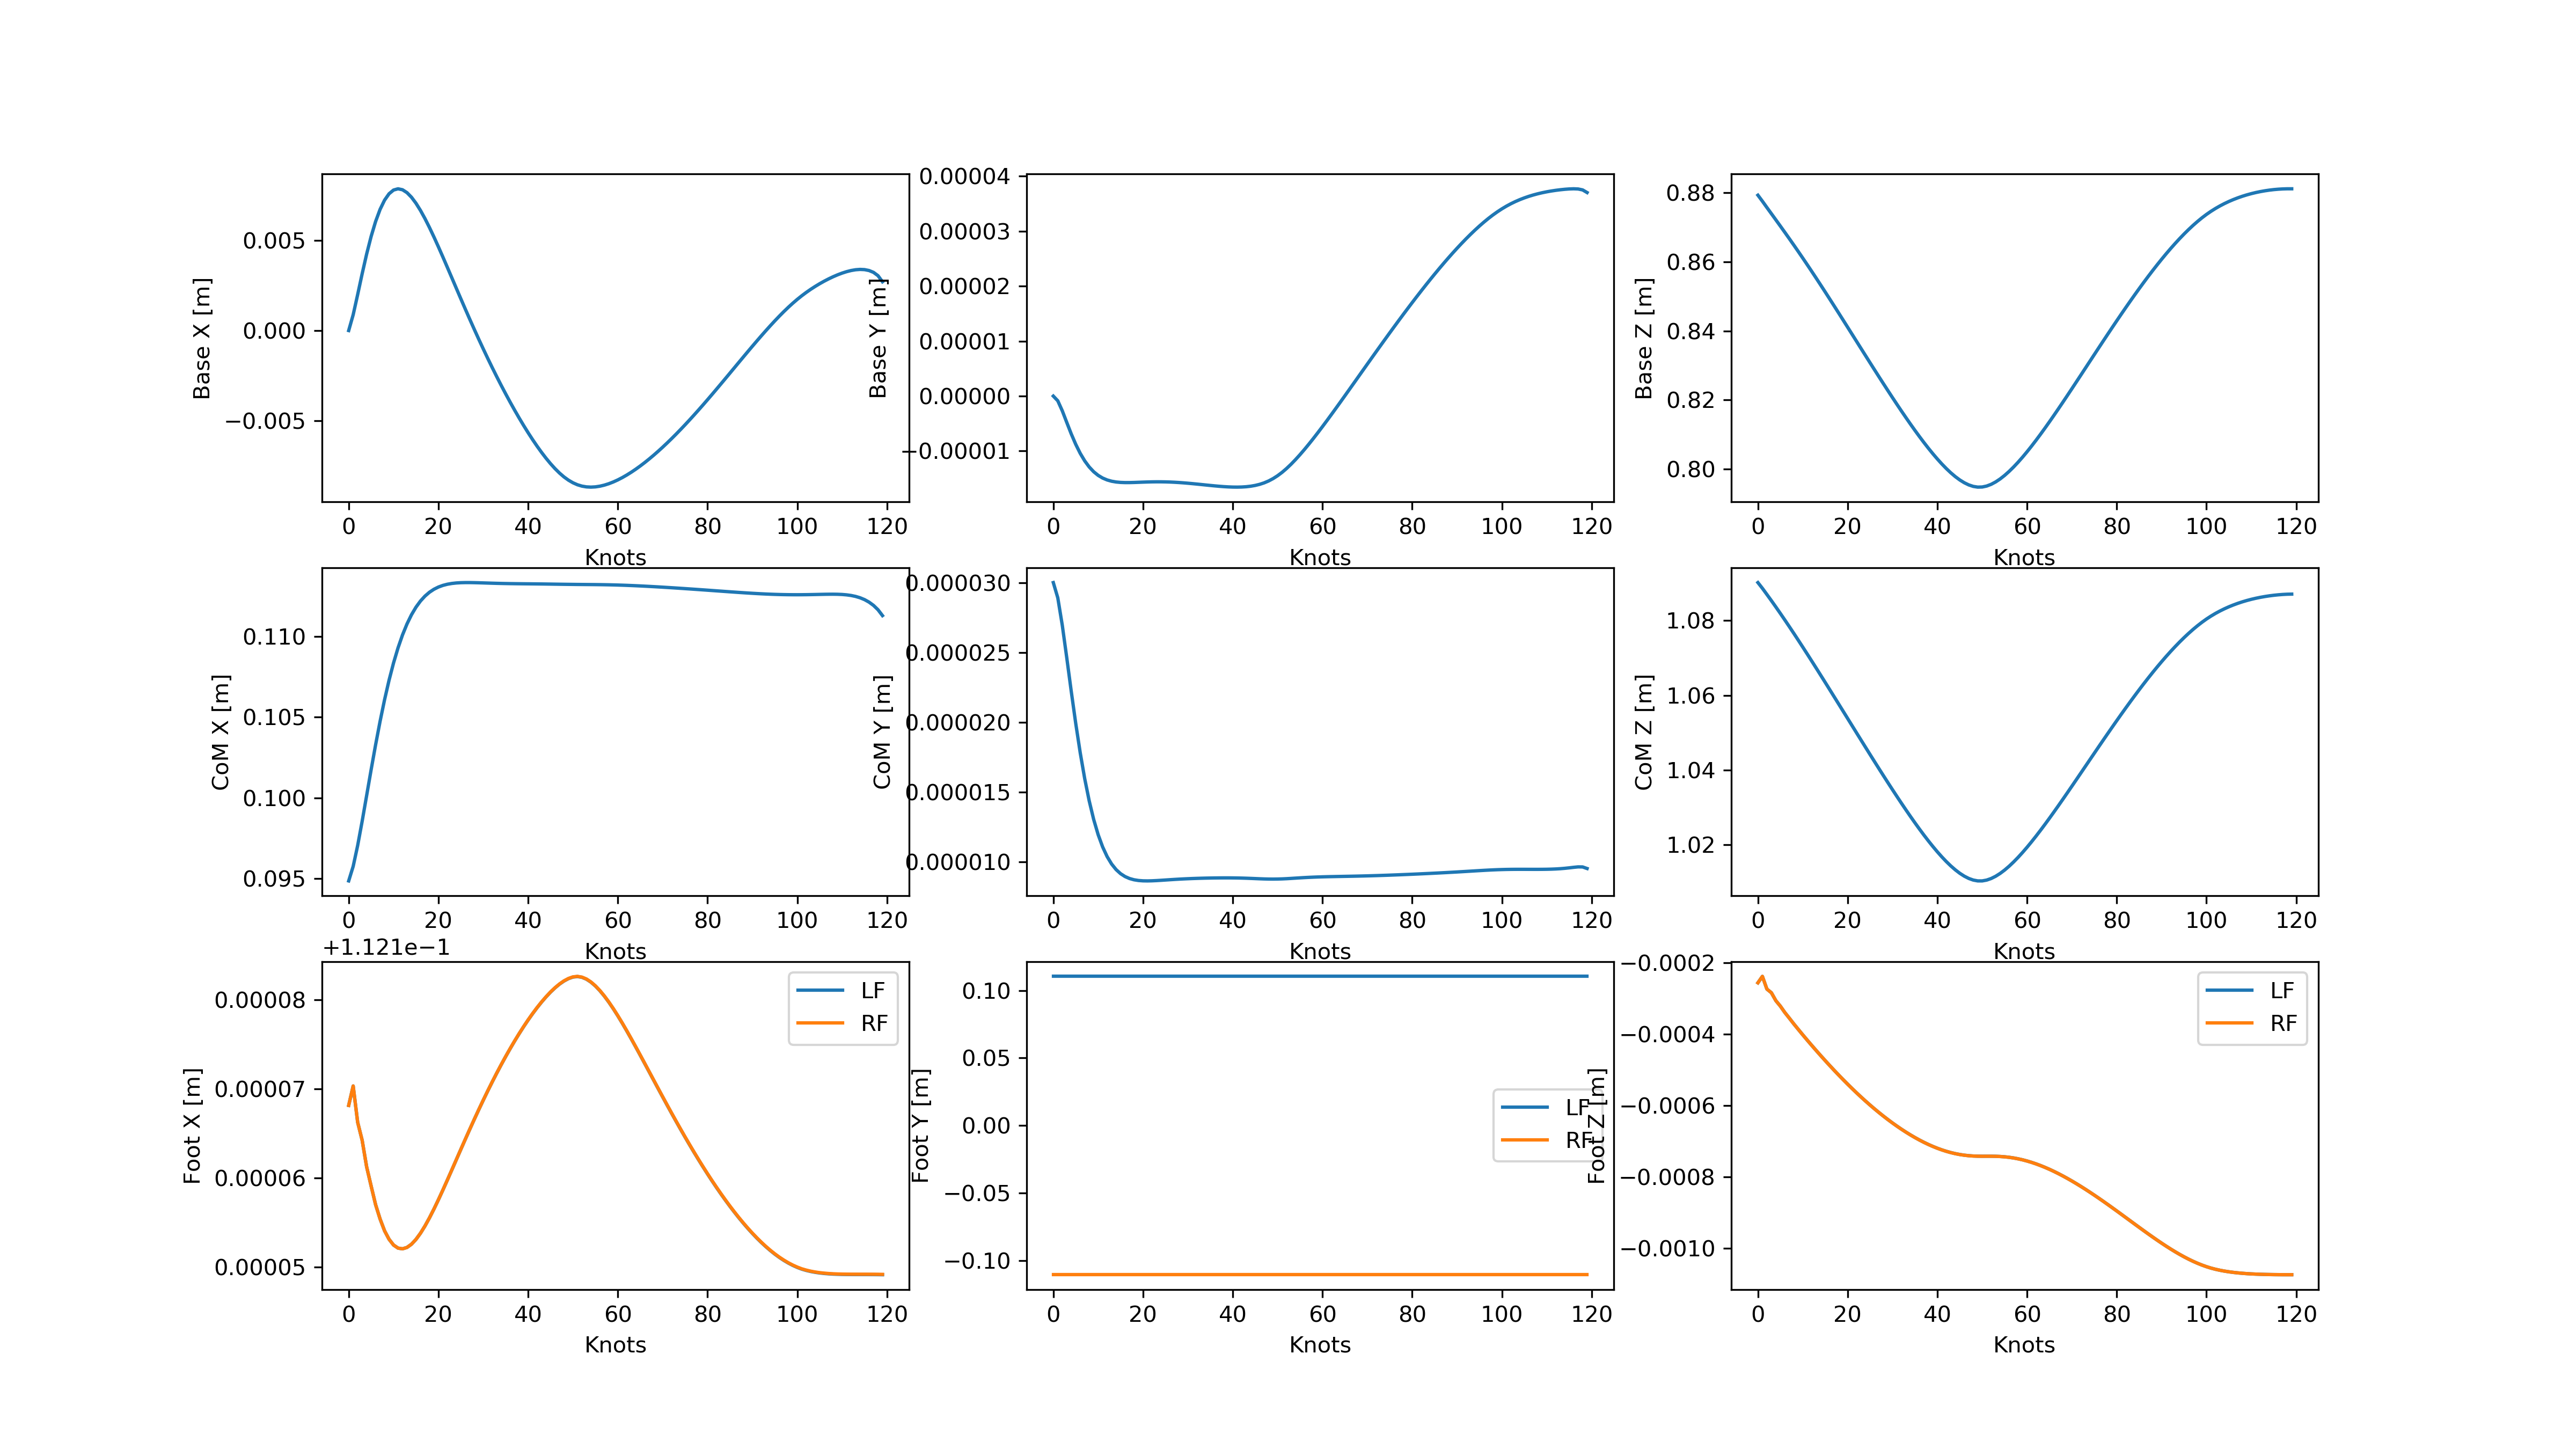 0.005
0.000
−0.005
Base X [m]
0 20 40 60 80 100 120
Knots
0.00004
0.00003
0.00002
0.00001
0.00000
−0.00001
Base Y [m]
0 20 40 60 80 100 120
Knots
0.88
0.86
0.84
0.82
0.80
Base Z [m]
0 20 40 60 80 100 120
Knots
0.110
0.105
0.100
0.095
CoM X [m]
0 20 40 60 80 100 120
Knots
0.000030
0.000025
0.000020
0.000015
0.000010
CoM Y [m]
0 20 40 60 80 100 120
Knots
1.08
1.06
1.04
1.02
CoM Z [m]
0 20 40 60 80 100 120
Knots
+1.121e−1
0.00008
0.00007
0.00006
0.00005
Foot X [m]
LF
RF
0 20 40 60 80 100 120
Knots
0.10
0.05
0.00
−0.05
−0.10
Foot Y [m]
LF
RF
0 20 40 60 80 100 120
Knots
−0.0002
−0.0004
−0.0006
−0.0008
−0.0010
Foot Z [m]
LF
RF
0 20 40 60 80 100 120
Knots